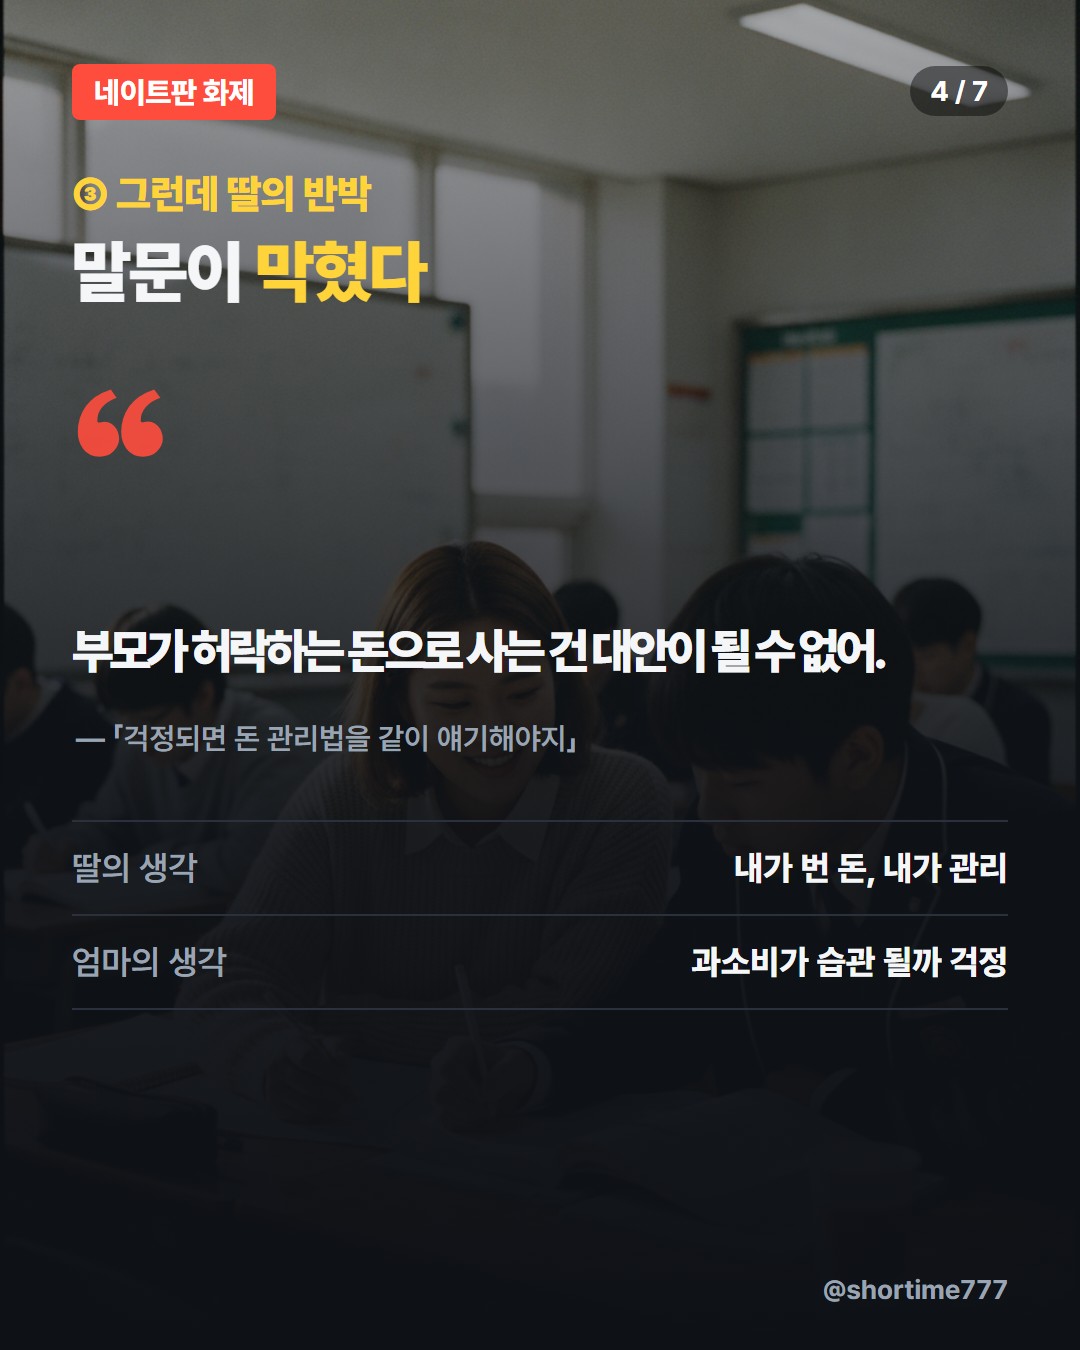 네이트판 화제
4 / 7
❸ 그런데 딸의 반박
말문이 막혔다
“
부모가 허락하는 돈으로 사는 건 대안이 될 수 없어.
— 「걱정되면 돈 관리법을 같이 얘기해야지」
딸의 생각 내가 번 돈, 내가 관리
엄마의 생각 과소비가 습관 될까 걱정
@shortime777